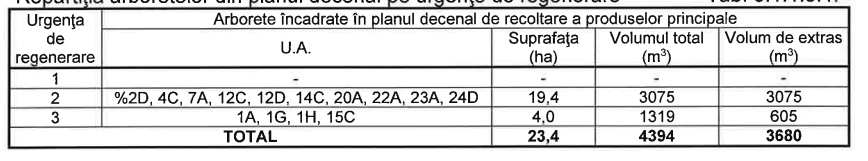 Repartiția arboretelor din planul decenal pe urgențe de regenerare
Urgența de regenerare | Arborete încadrate în planul decenal de recoltare a produselor principale
U.A. | Suprafața (ha) | Volumul total (m³) | Volum de extras (m³)
1 | - | - | - | -
2 | %2D, 4C, 7A, 12C, 12D, 14C, 20A, 22A, 23A, 24D | 19,4 | 3075 | 3075
3 | 1A, 1G, 1H, 15C | 4,0 | 1319 | 605
TOTAL | 23,4 | 4394 | 3680